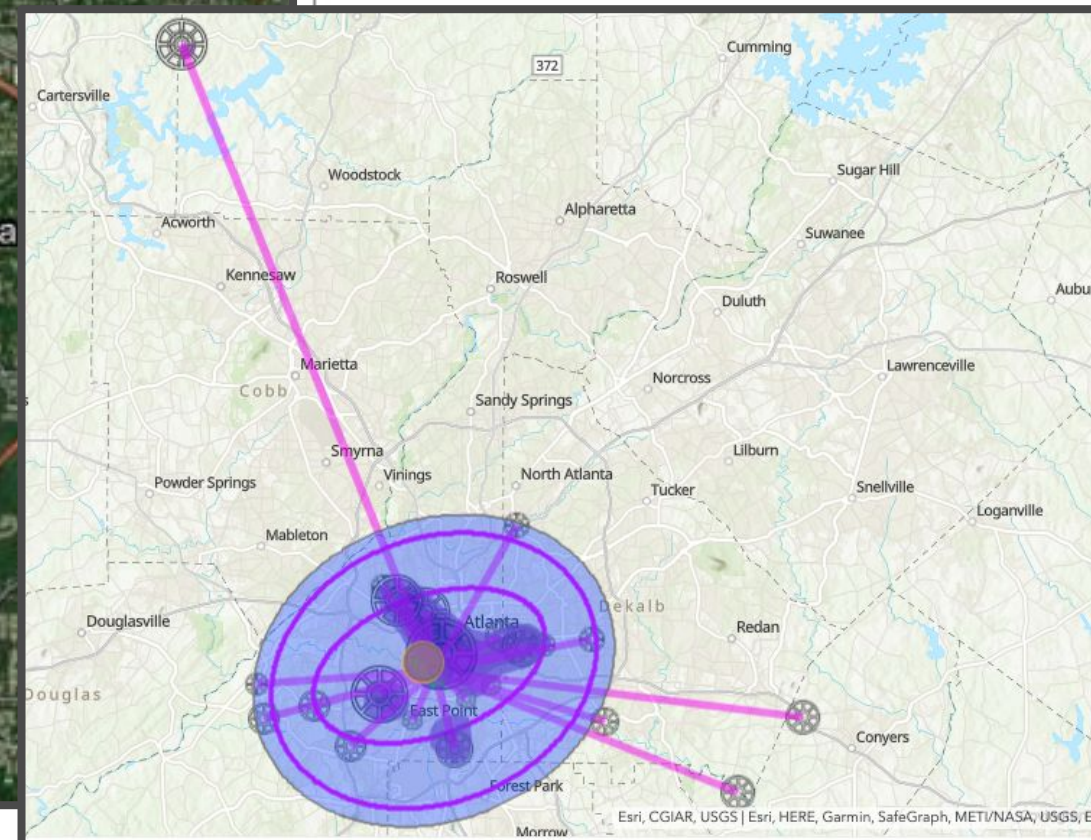 Cumming
372
Cartersville
Sugar Hill
Woodstock
Alpharetta
Acworth
Suwanee
a
Kennesaw
Roswell
Aubu
Duluth
Marietta
Lawrenceville
Norcross
Cobb
Sandy Springs
Smyrna
Lilburn
Vinings
North Atlanta
Powder Springs
Tucker
Snellville
Loganville
Mableton
Dekalb
Douglasville
Atlanta
Redan
Douglas
East Point
Conyers
Forest Park
Esri, CGIAR, USGS | Esri, HERE, Garmin, SafeGraph, METI/NASA, USGS,
Morrow